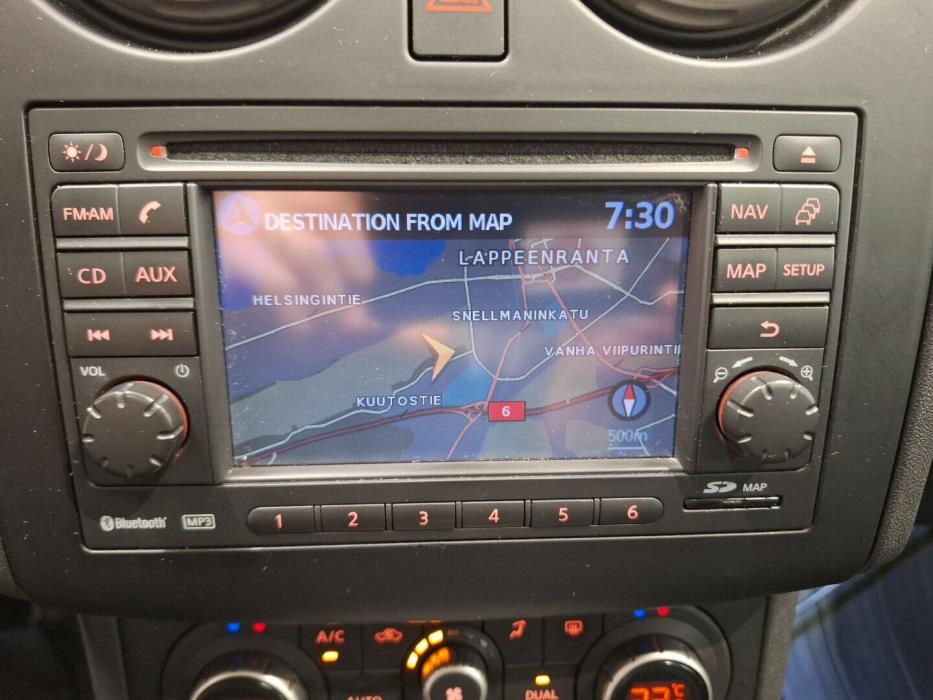 FM·AM
CD
AUX
VOL
NAV
MAP
SETUP
DESTINATION FROM MAP
7:30
LAPPEENRANTA
HELSINGINTIE
SNELLMANINKATU
VANHA VIIPURINTI
KUUTOSTIE
6
500m
Bluetooth
MP3
1
2
3
4
5
6
SD MAP
A/C
AUTO
DUAL